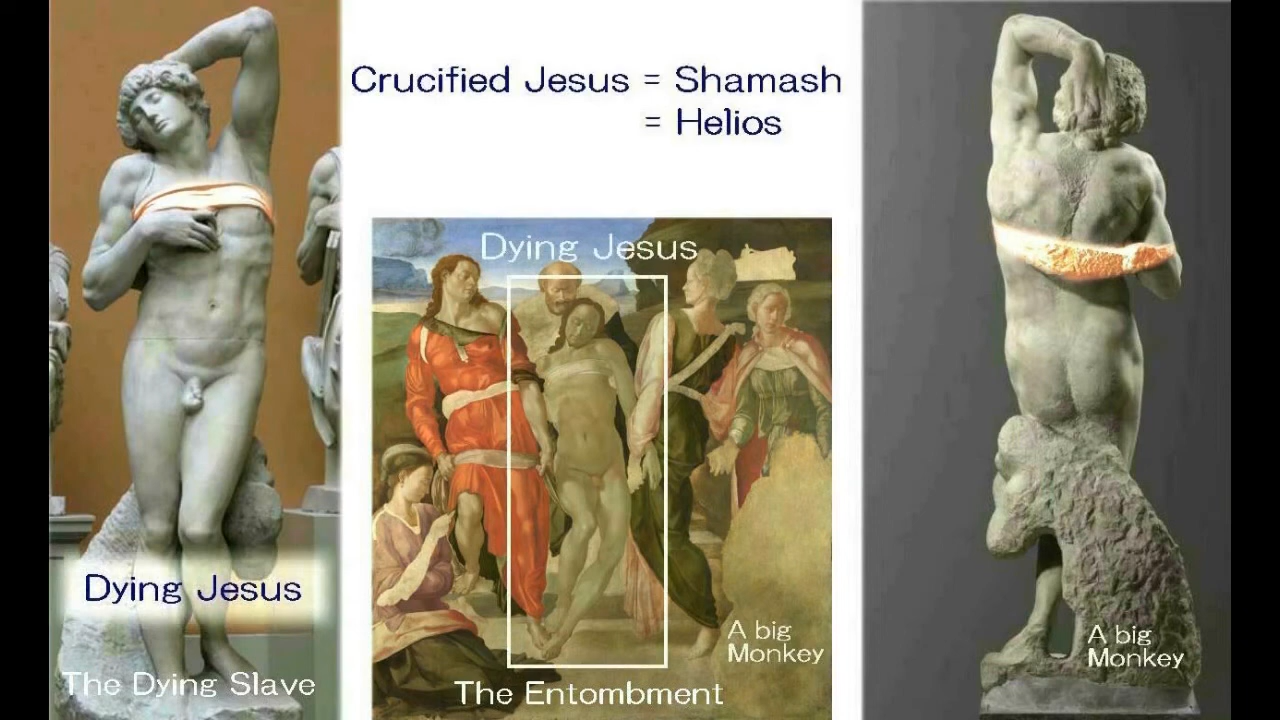 Crucified Jesus = Shamash
= Helios
Dying Jesus
Dying Jesus
The Dying Slave
A big
Monkey
The Entombment
A big
Monkey